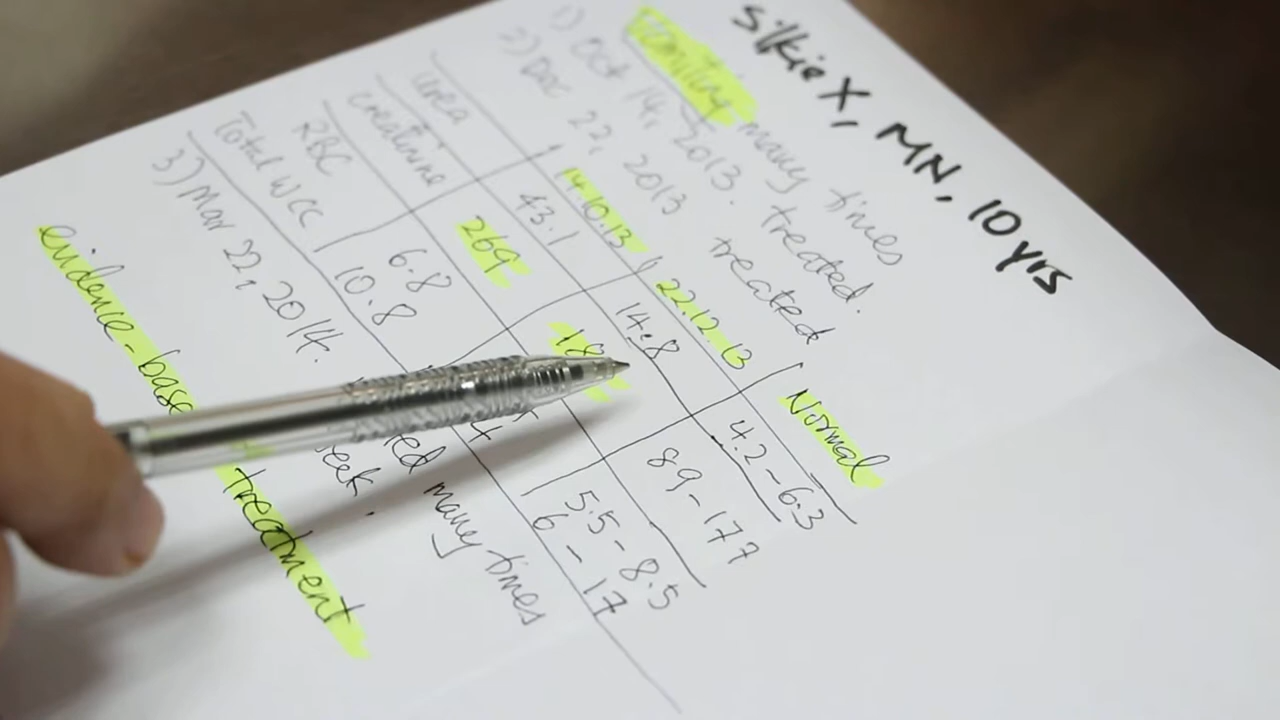 Silkie X, MN, 10 yrs
Vomiting many times
1) Oct 14, 2013. treated.
2) Dec 22, 2013 treated
14.10.13 22.12.13 Normal
urea 43.1 14.8 4.2-6.3
creatinine 269 89-177
RBC 6.8 5.5-8.5
Total WCC 10.8 6-17
3) Mar 22, 2014. many times
evidence-based treatment